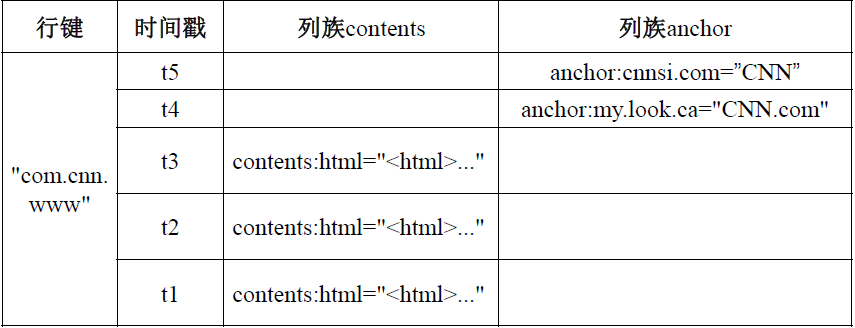 行键 时间戳 列族contents 列族anchor
t5 anchor:cnnsi.com=”CNN”
t4 anchor:my.look.ca="CNN.com"
"com.cnn.
www"
t3 contents:html="<html>..."
t2 contents:html="<html>..."
t1 contents:html="<html>..."